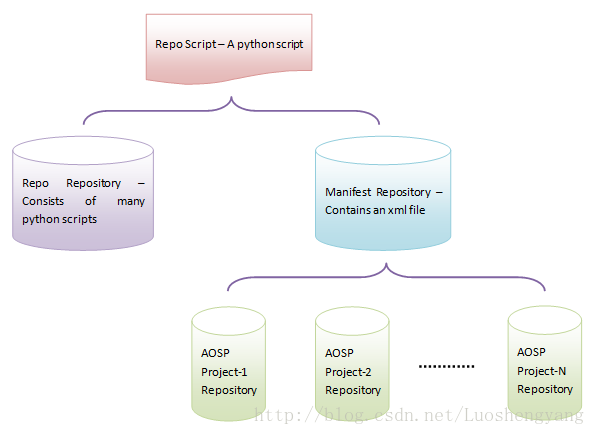 Repo Script – A python script
Repo Repository –
Consists of many
python scripts
Manifest Repository –
Contains an xml file
AOSP
Project-1
Repository
AOSP
Project-2
Repository
............
AOSP
Project-N
Repository
http://blog.csdn.net/Luoshengyang